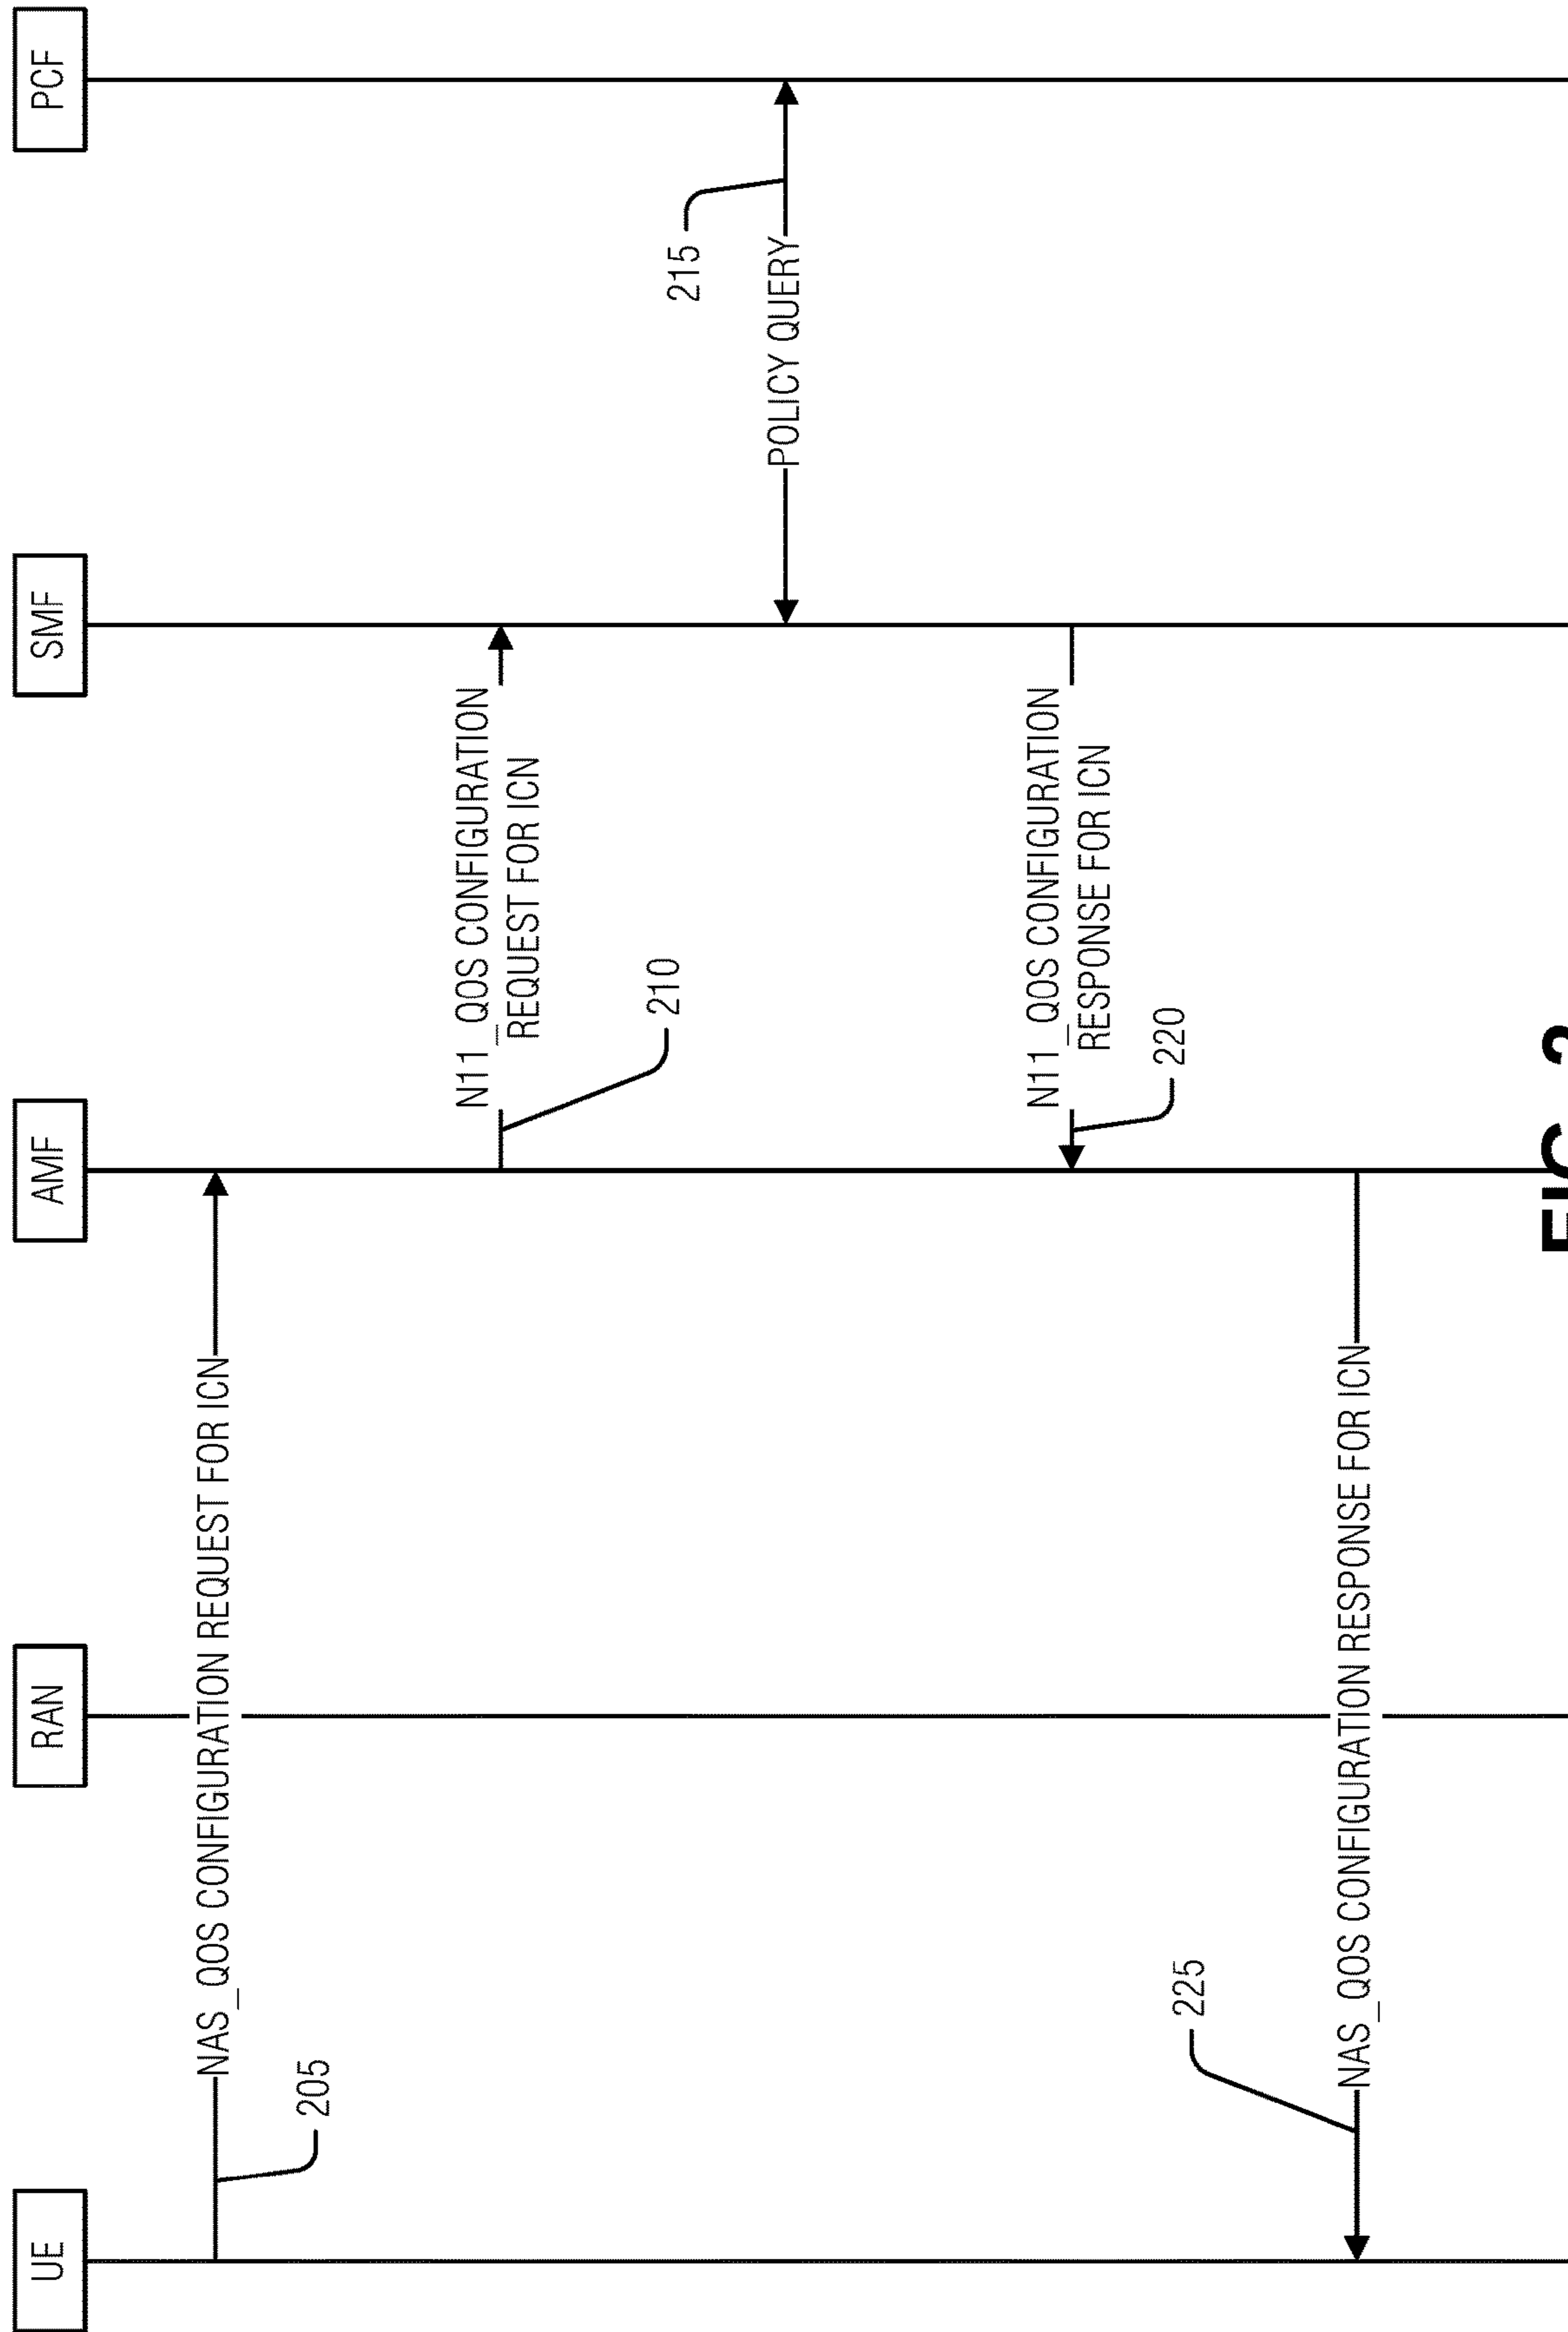 UE
RAN
AMF
SMF
PCF
NAS_QOS CONFIGURATION REQUEST FOR ICN
205
N11_QOS CONFIGURATION
REQUEST FOR ICN
210
215
POLICY QUERY
N11_QOS CONFIGURATION
RESPONSE FOR ICN
220
225
NAS_QOS CONFIGURATION RESPONSE FOR ICN